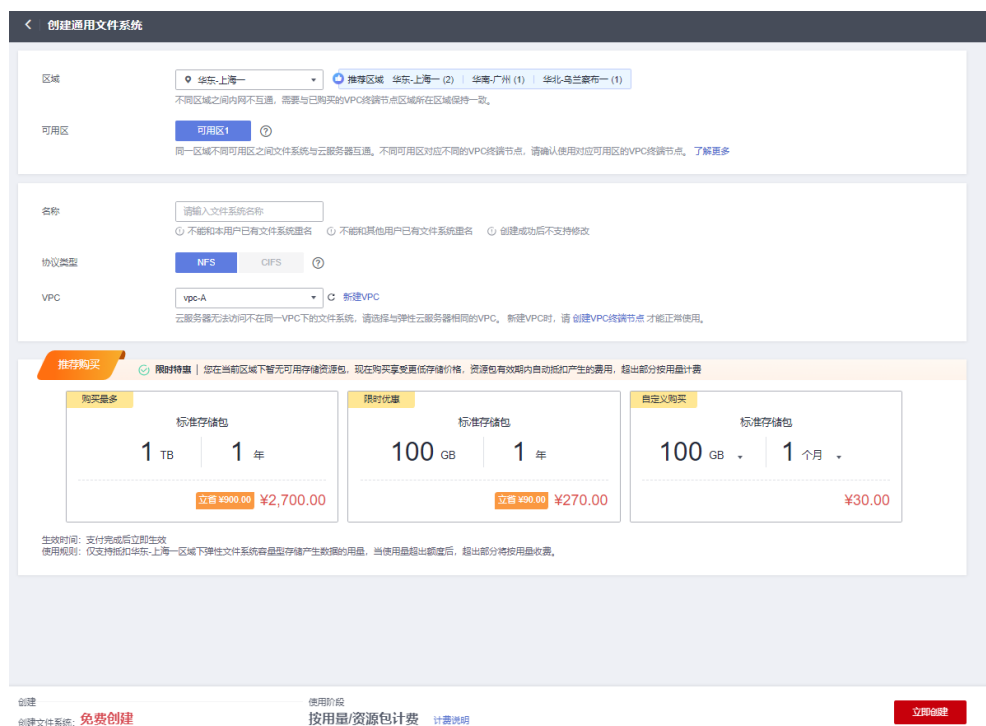 创建通用文件系统
区域
华东-上海一
推荐区域 华东-上海一 (2) 华南-广州 (1) 华北-乌兰察布一 (1)
不同区域之间内网不互通，需要与已购买的VPC终端节点区域所在区域保持一致。
可用区
可用区1
同一区域不同可用区之间文件系统与云服务器互通。不同可用区对应不同的VPC终端节点，请确认使用对应可用区的VPC终端节点。 了解更多
名称
请输入文件系统名称
不能和本用户已有文件系统重名 不能和其他用户已有文件系统重名 创建成功后不支持修改
协议类型
NFS CIFS
VPC
vpc-A
新建VPC
云服务器无法访问不在同一VPC下的文件系统，请选择与弹性云服务器相同的VPC。 新建VPC时，请 创建VPC终端节点 才能正常使用。
推荐购买
限时特惠 | 您在当前区域下暂无可用存储资源包，现在购买享受更低存储价格，资源包有效期内自动抵扣产生的费用，超出部分按用量计费
购买最多
标准存储包
1 TB 1 年
立省 ¥900.00 ¥2,700.00
限时优惠
标准存储包
100 GB 1 年
立省 ¥90.00 ¥270.00
自定义购买
标准存储包
100 GB 1 个月
¥30.00
生效时间：支付完成后立即生效
使用规则：仅支持抵扣华东-上海一区域下弹性文件系统容量型存储产生数据的用量，当使用量超出额度后，超出部分将按用量收费。
创建
创建文件系统: 免费创建
使用阶段
按用量/资源包计费 计费说明
立即创建